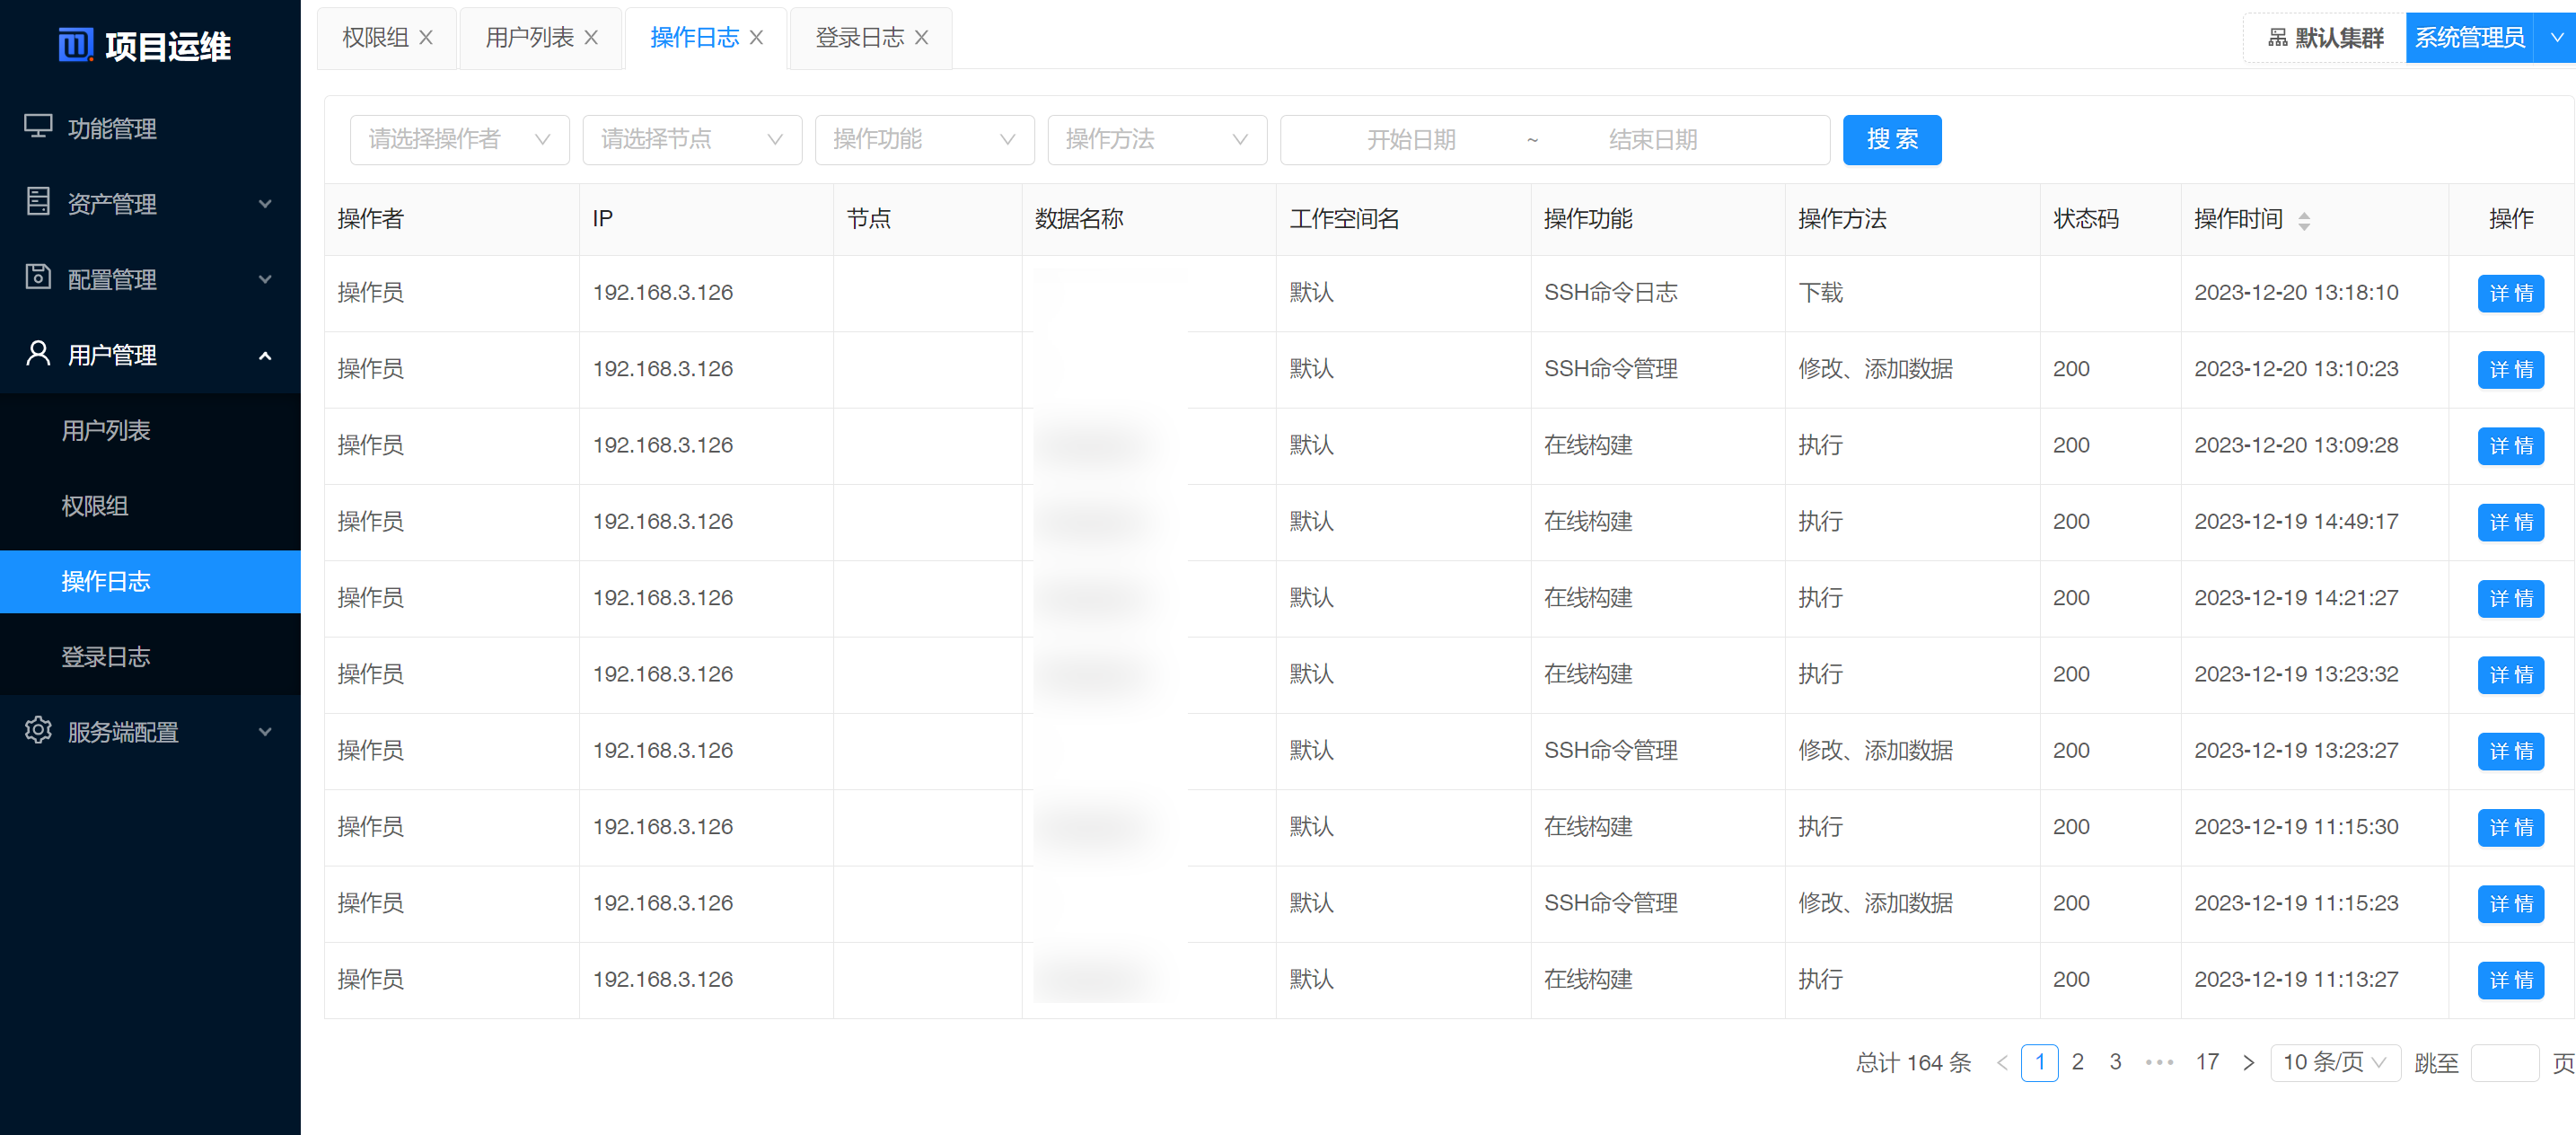 项目运维
功能管理
资产管理
配置管理
用户管理
用户列表
权限组
操作日志
登录日志
服务端配置
权限组 用户列表 操作日志 登录日志
默认集群 系统管理员
请选择操作者 请选择节点 操作功能 操作方法 开始日期 ~ 结束日期 搜 索
操作者 IP 节点 数据名称 工作空间名 操作功能 操作方法 状态码 操作时间 操作
操作员 192.168.3.126 默认 SSH命令日志 下载 2023-12-20 13:18:10 详 情
操作员 192.168.3.126 默认 SSH命令管理 修改、添加数据 200 2023-12-20 13:10:23 详 情
操作员 192.168.3.126 默认 在线构建 执行 200 2023-12-20 13:09:28 详 情
操作员 192.168.3.126 默认 在线构建 执行 200 2023-12-19 14:49:17 详 情
操作员 192.168.3.126 默认 在线构建 执行 200 2023-12-19 14:21:27 详 情
操作员 192.168.3.126 默认 在线构建 执行 200 2023-12-19 13:23:32 详 情
操作员 192.168.3.126 默认 SSH命令管理 修改、添加数据 200 2023-12-19 13:23:27 详 情
操作员 192.168.3.126 默认 在线构建 执行 200 2023-12-19 11:15:30 详 情
操作员 192.168.3.126 默认 SSH命令管理 修改、添加数据 200 2023-12-19 11:15:23 详 情
操作员 192.168.3.126 默认 在线构建 执行 200 2023-12-19 11:13:27 详 情
总计 164 条 < 1 2 3 ••• 17 > 10 条/页 跳至 页